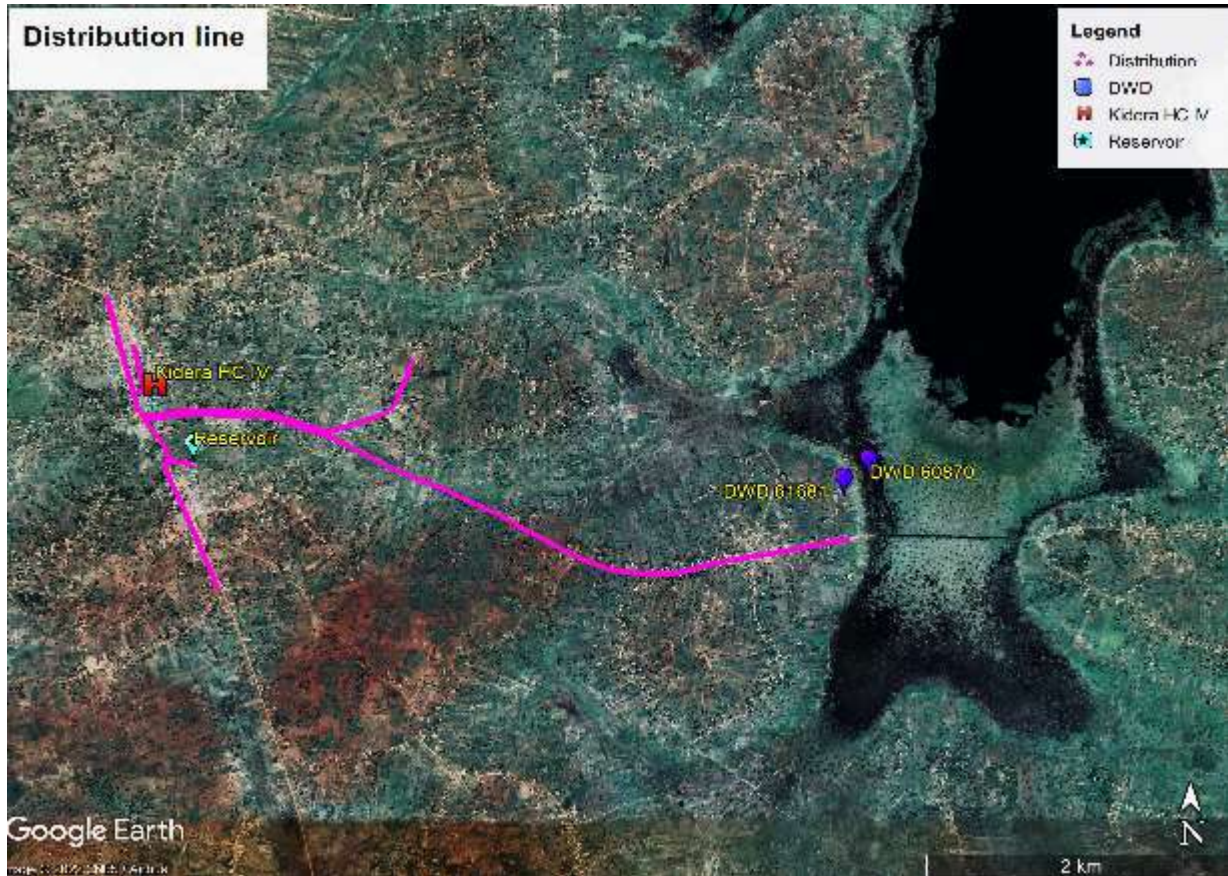 Distribution line
Legend
Distribution
DWD
Kidera HC IV
Reservoir
Kidera HC IV
Reservoir
DWD 61681
DWD 60870
Google Earth
N
2 km